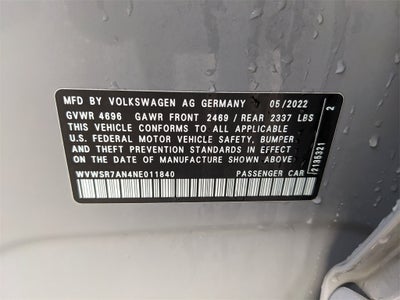 MFD BY VOLKSWAGEN AG GERMANY 05/2022
GVWR 4696 GAWR FRONT 2469 / REAR 2337 LBS
THIS VEHICLE CONFORMS TO ALL APPLICABLE
U.S. FEDERAL MOTOR VEHICLE SAFETY, BUMPER
AND THEFT PREVENTION STANDARDS IN EFFECT
ON THE DATE OF MANUFACTURE SHOWN ABOVE.
WVWSR7AN4NE011840 PASSENGER CAR
2135321 2